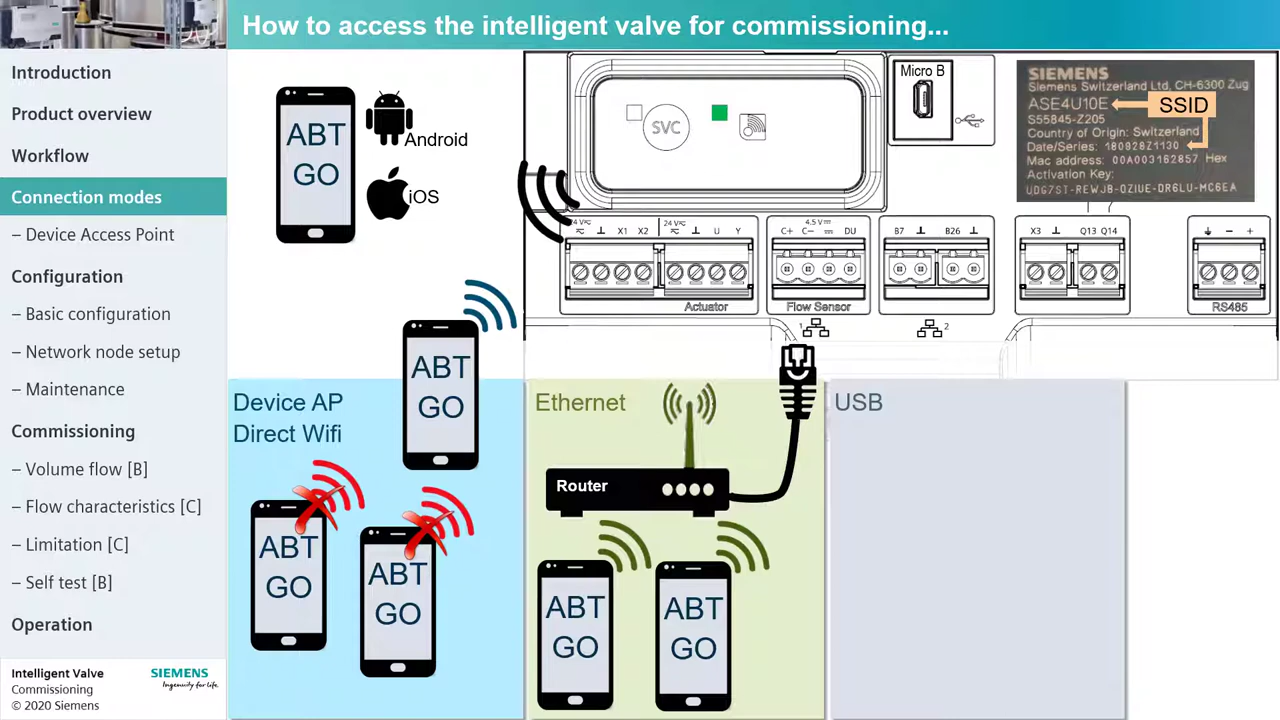 How to access the intelligent valve for commissioning...
Introduction
Product overview
Workflow
Connection modes
– Device Access Point
Configuration
– Basic configuration
– Network node setup
– Maintenance
Commissioning
– Volume flow [B]
– Flow characteristics [C]
– Limitation [C]
– Self test [B]
Operation
Intelligent Valve
Commissioning
© 2020 Siemens
SIEMENS
Ingenuity for life
ABT
GO
Android
iOS
SVC
Micro B
SIEMENS
Siemens Switzerland Ltd, CH-6300 Zug
ASE4U10E
SSID
S55845-Z205
Country of Origin: Switzerland
Date/Series: 180928Z1130
Mac address: 00A003162857 Hex
Activation Key:
UDG7ST-REWJB-OZIUE-DR6LU-MC6EA
24 V X1 X2 24 V U Y
Actuator
4.5 V
C+ C– DU
Flow Sensor
B7 B26
X3 Q13 Q14
– +
RS485
1
2
Device AP
Direct Wifi
ABT
GO
ABT
GO
ABT
GO
Ethernet
Router
ABT
GO
ABT
GO
USB